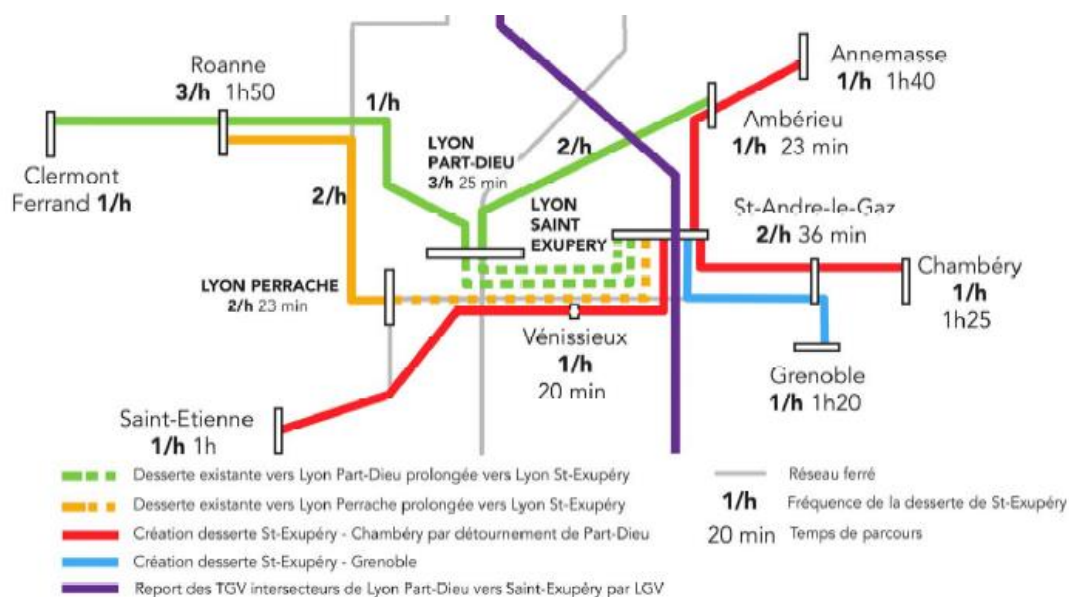 Annemasse
1/h 1h40
Roanne
3/h 1h50
1/h
LYON
PART-DIEU
3/h 25 min
2/h
Ambérieu
1/h 23 min
Clermont
Ferrand 1/h
2/h
LYON
SAINT
EXUPERY
St-Andre-le-Gaz
2/h 36 min
LYON PERRACHE
2/h 23 min
Chambéry
1/h
1h25
Vénissieux
1/h
20 min
Grenoble
1/h 1h20
Saint-Etienne
1/h 1h
Desserte existante vers Lyon Part-Dieu prolongée vers Lyon St-Exupéry
Desserte existante vers Lyon Perrache prolongée vers Lyon St-Exupéry
Création desserte St-Exupéry - Chambéry par détournement de Part-Dieu
Création desserte St-Exupéry - Grenoble
Report des TGV intersecteurs de Lyon Part-Dieu vers Saint-Exupéry par LGV
Réseau ferré
1/h Fréquence de la desserte de St-Exupéry
20 min Temps de parcours